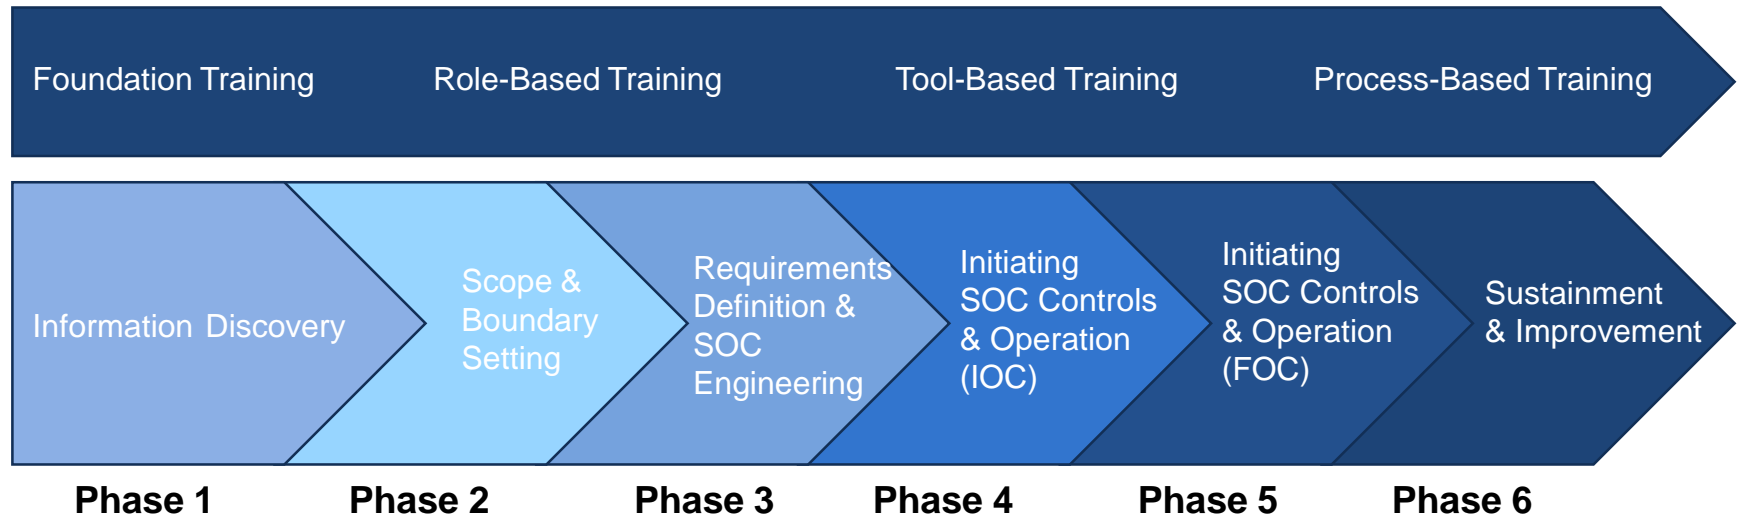 Foundation Training
Role-Based Training
Tool-Based Training
Process-Based Training
Information Discovery
Scope &
Boundary
Setting
Requirements
Definition &
SOC
Engineering
Initiating
SOC Controls
& Operation
(IOC)
Initiating
SOC Controls
& Operation
(FOC)
Sustainment
& Improvement
Phase 1
Phase 2
Phase 3
Phase 4
Phase 5
Phase 6